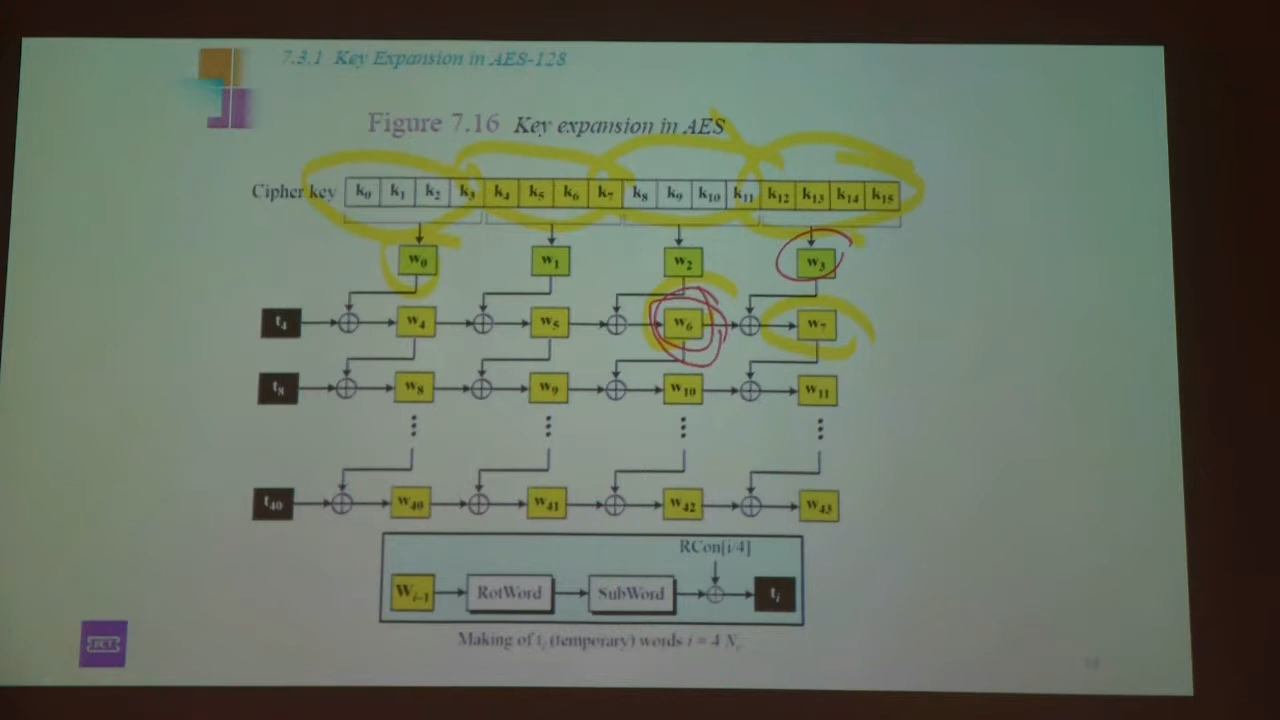 7.3.1 Key Expansion in AES-128
Figure 7.16 Key expansion in AES
Cipher key k0 k1 k2 k3 k4 k5 k6 k7 k8 k9 k10 k11 k12 k13 k14 k15
w0 w1 w2 w3
t4 w4 w5 w6 w7
t8 w8 w9 w10 w11
t40 w40 w41 w42 w43
RCon[i/4]
Wi-1 RotWord SubWord ti
Making of ti (temporary) words i = 4 Nr